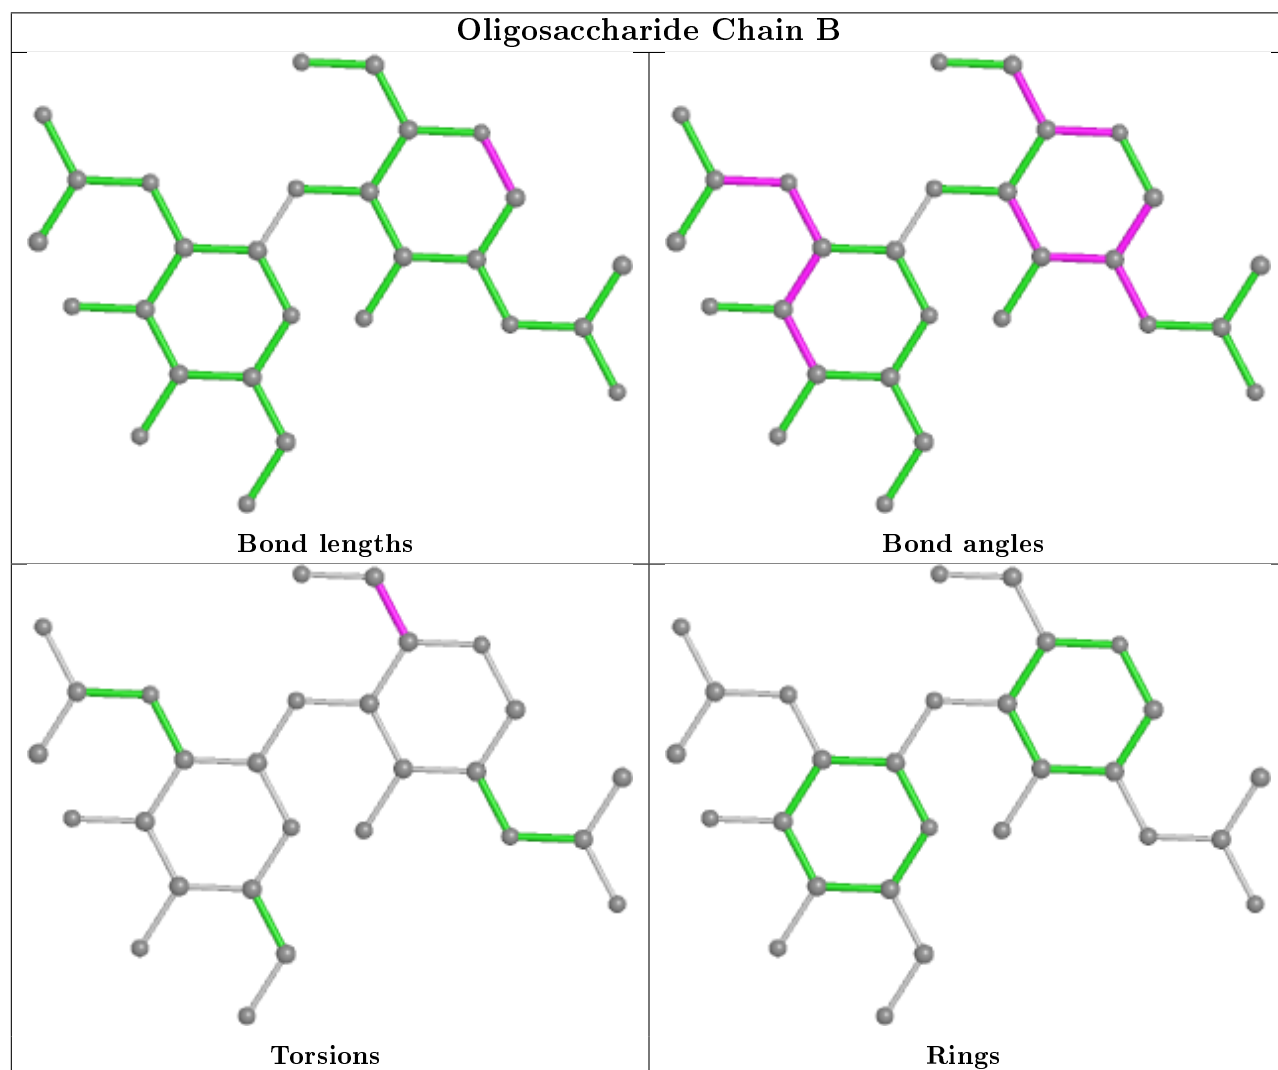 Oligosaccharide Chain B
Bond lengths
Bond angles
Torsions
Rings